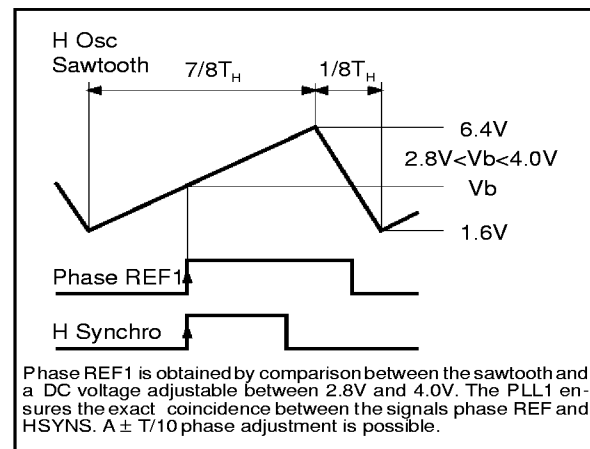 H Osc
Sawtooth
7/8TH
1/8TH
6.4V
2.8V<Vb<4.0V
Vb
1.6V
Phase REF1
H Synchro
Phase REF1 is obtained by comparison between the sawtooth and
a DC voltage adjustable between 2.8V and 4.0V. The PLL1 en-
sures the exact coincidence between the signals phase REF and
HSYNS. A ± T/10 phase adjustment is possible.